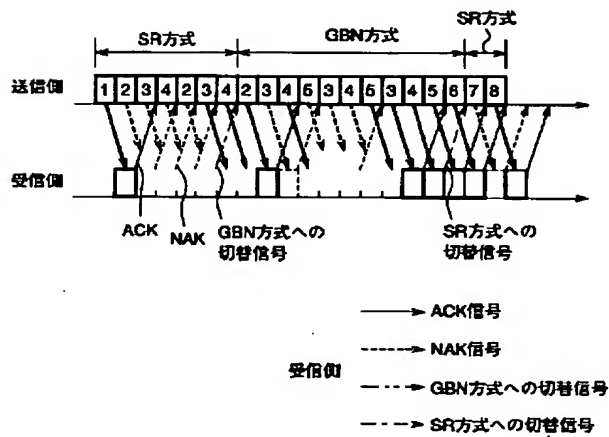 SR方式
GBN方式
SR方式
送信側
1 2 3 4 2 3 4 2 3 4 5 3 4 5 3 4 5 6 7 8
受信側
ACK
NAK
GBN方式への
切替信号
SR方式への
切替信号
ACK信号
NAK信号
受信側
GBN方式への切替信号
SR方式への切替信号